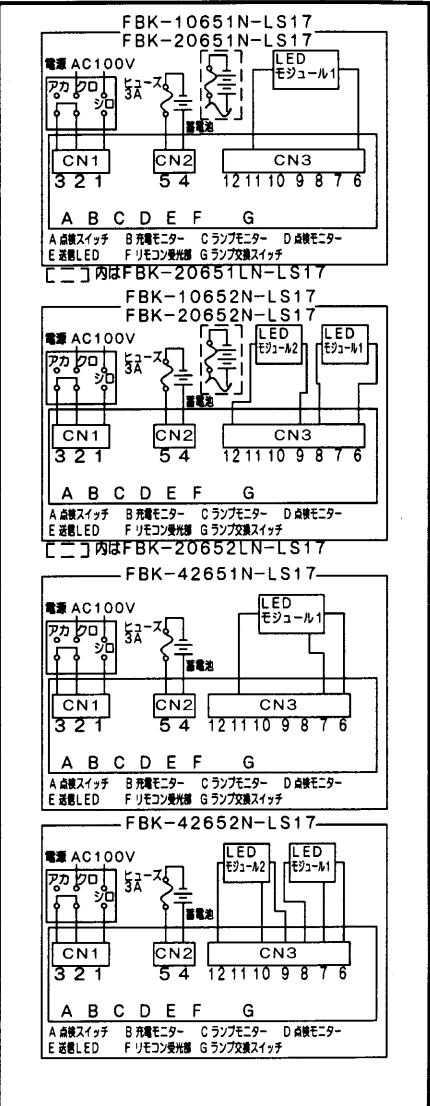 FBK-10651N-LS17
FBK-20651N-LS17
電源 AC100V
アカ クロ シロ
ヒューズ 3A
蓄電池
LED モジュール1
CN1 CN2 CN3
3 2 1 5 4 12 11 10 9 8 7 6
A B C D E F G
A 点検スイッチ B 充電モニター C ランプモニター D 点検モニター
E 送信LED F リモコン受光部 G ランプ交換スイッチ
内はFBK-20651LN-LS17
FBK-10652N-LS17
FBK-20652N-LS17
電源 AC100V
アカ クロ シロ
ヒューズ 3A
蓄電池
LED モジュール2
LED モジュール1
CN1 CN2 CN3
3 2 1 5 4 12 11 10 9 8 7 6
A B C D E F G
A 点検スイッチ B 充電モニター C ランプモニター D 点検モニター
E 送信LED F リモコン受光部 G ランプ交換スイッチ
内はFBK-20652LN-LS17
FBK-42651N-LS17
電源 AC100V
アカ クロ シロ
ヒューズ 3A
蓄電池
LED モジュール1
CN1 CN2 CN3
3 2 1 5 4 12 11 10 9 8 7 6
A B C D E F G
A 点検スイッチ B 充電モニター C ランプモニター D 点検モニター
E 送信LED F リモコン受光部 G ランプ交換スイッチ
FBK-42652N-LS17
電源 AC100V
アカ クロ シロ
ヒューズ 3A
蓄電池
LED モジュール2
LED モジュール1
CN1 CN2 CN3
3 2 1 5 4 12 11 10 9 8 7 6
A B C D E F G
A 点検スイッチ B 充電モニター C ランプモニター D 点検モニター
E 送信LED F リモコン受光部 G ランプ交換スイッチ